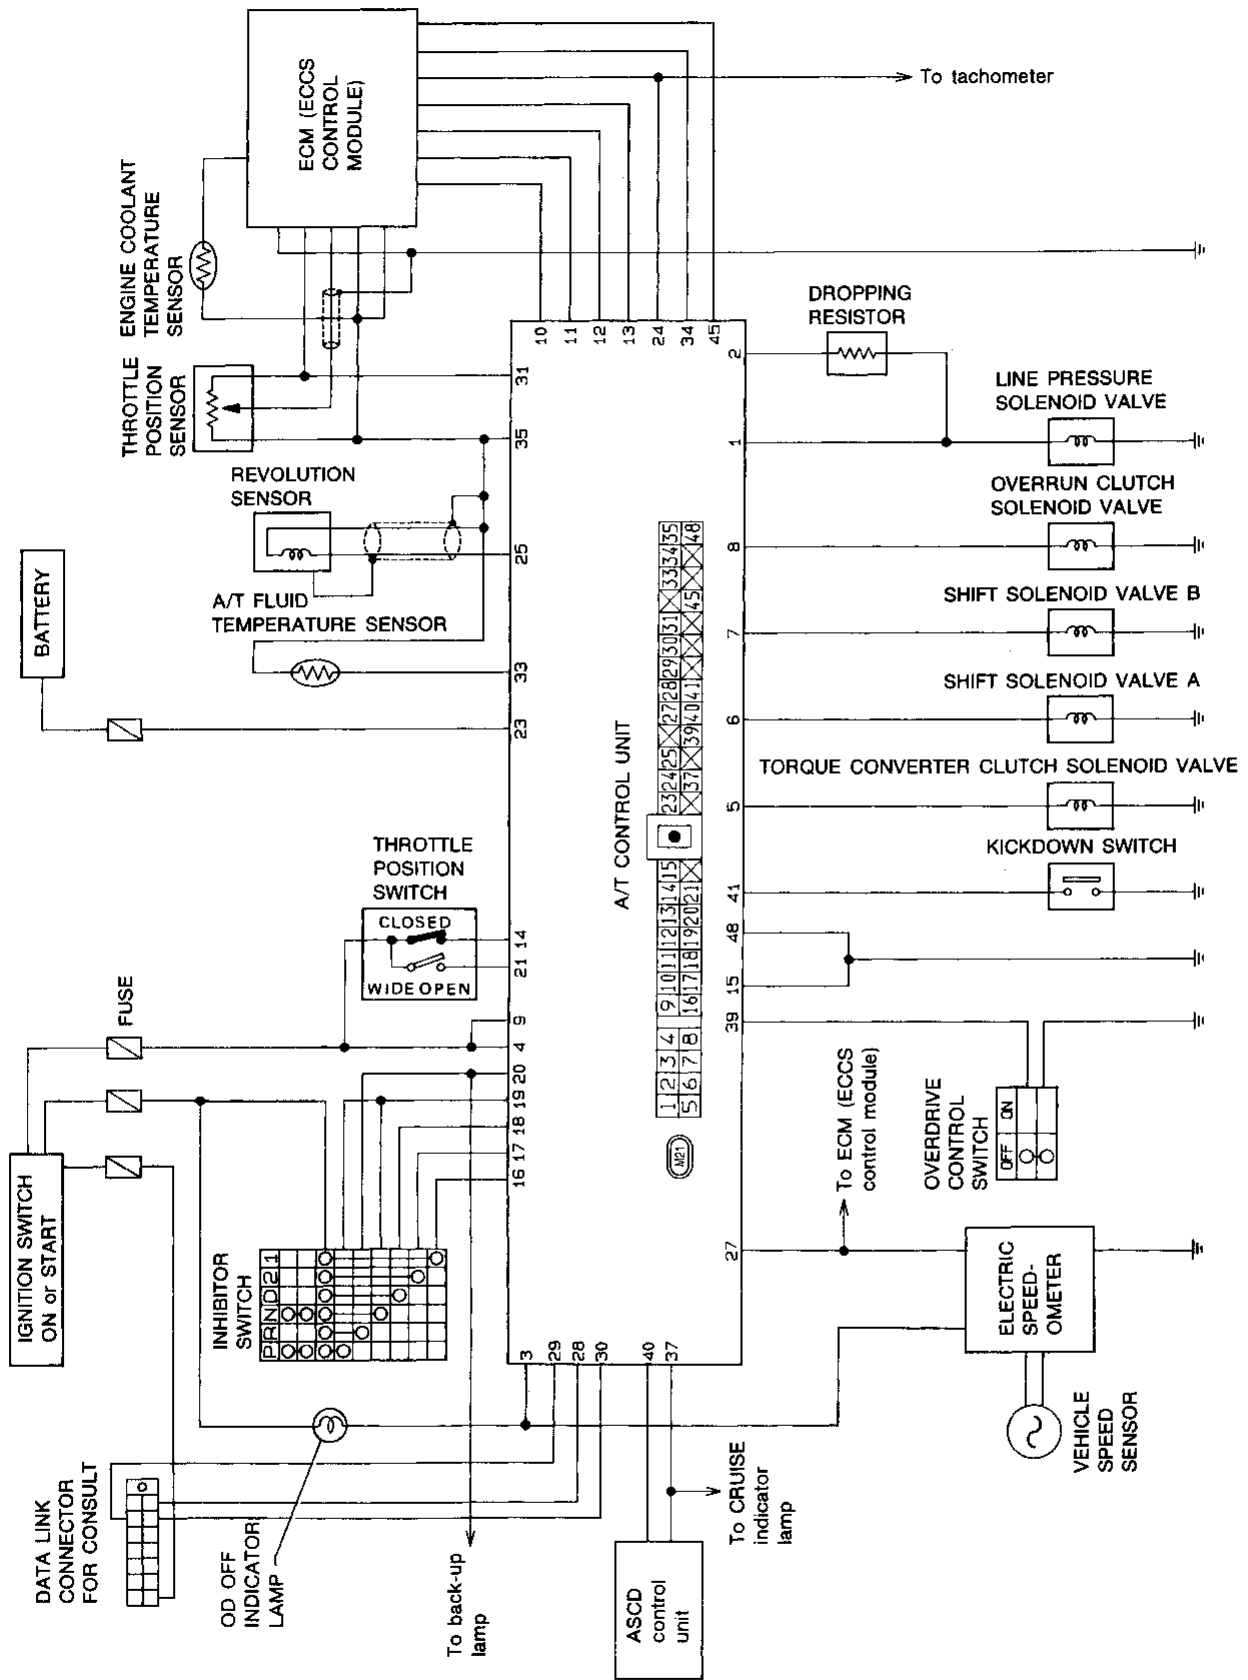 To tachometer
ECM (ECCS
CONTROL
MODULE)
ENGINE COOLANT
TEMPERATURE
SENSOR
THROTTLE
POSITION
SENSOR
REVOLUTION
SENSOR
A/T FLUID
TEMPERATURE SENSOR
BATTERY
THROTTLE
POSITION
SWITCH
CLOSED
WIDE OPEN
FUSE
IGNITION SWITCH
ON or START
INHIBITOR
SWITCH
P R N D 2 1
DATA LINK
CONNECTOR
FOR CONSULT
OD OFF
INDICATOR
LAMP
To back-up
lamp
10
11
12
13
24
34
45
31
35
25
33
23
14
21
9
4
20
19
18
17
16
3
29
28
30
40
37
2
1
8
7
6
5
41
48
15
39
27
A/T CONTROL UNIT
1 2 3 4 9 10 11 12 13 14 15 23 24 25 27 28 29 30 31 33 34 35
5 6 7 8 16 17 18 19 20 21 37 39 40 41 45 48
M21
DROPPING
RESISTOR
LINE PRESSURE
SOLENOID VALVE
OVERRUN CLUTCH
SOLENOID VALVE
SHIFT SOLENOID VALVE B
SHIFT SOLENOID VALVE A
TORQUE CONVERTER CLUTCH SOLENOID VALVE
KICKDOWN SWITCH
To ECM (ECCS
control module)
OVERDRIVE
CONTROL
SWITCH
OFF ON
ELECTRIC
SPEED-
OMETER
VEHICLE
SPEED
SENSOR
ASCD
control
unit
To CRUISE
indicator
lamp